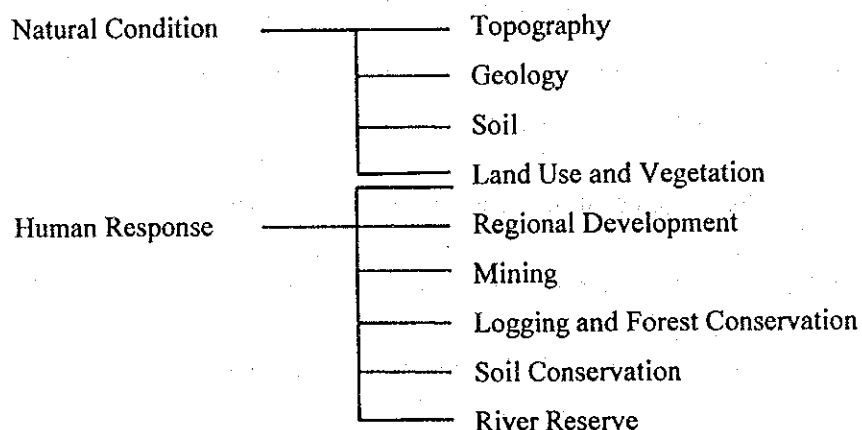 Natural Condition
Topography
Geology
Soil
Land Use and Vegetation
Human Response
Regional Development
Mining
Logging and Forest Conservation
Soil Conservation
River Reserve